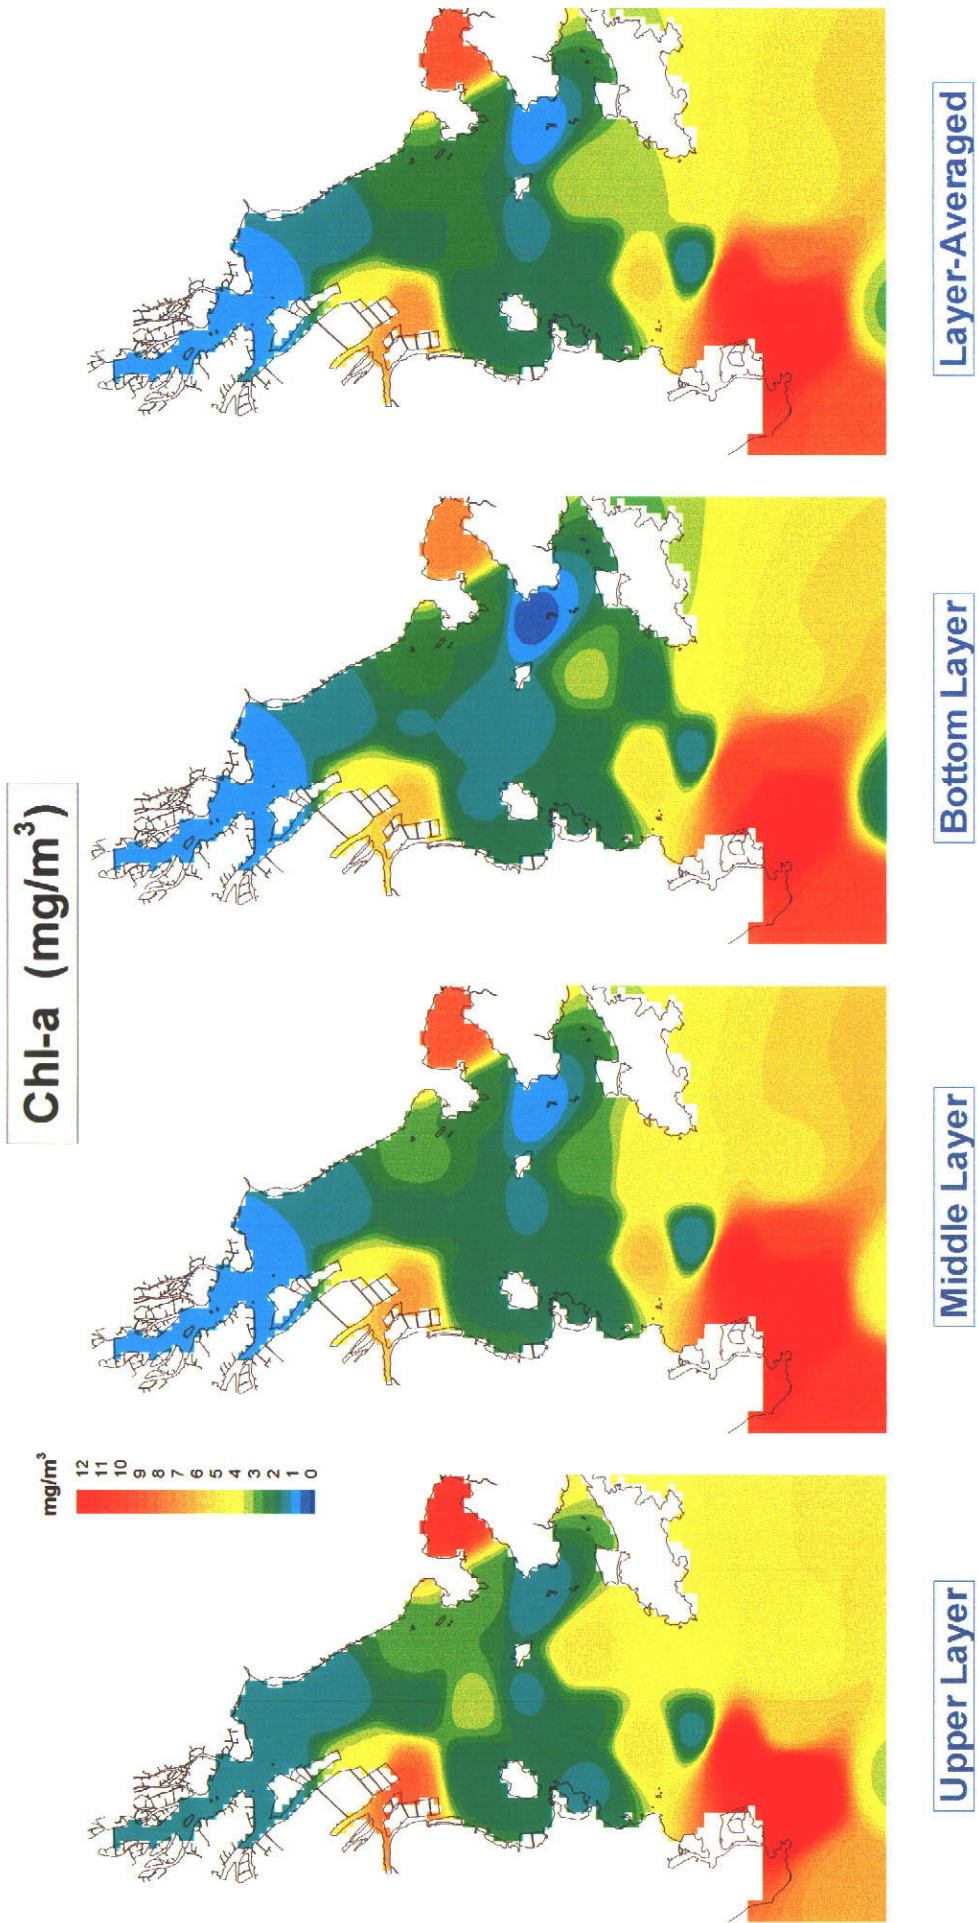 Chl-a (mg/m³)
mg/m³
12
11
10
9
8
7
6
5
4
3
2
1
0
Upper Layer
Middle Layer
Bottom Layer
Layer-Averaged